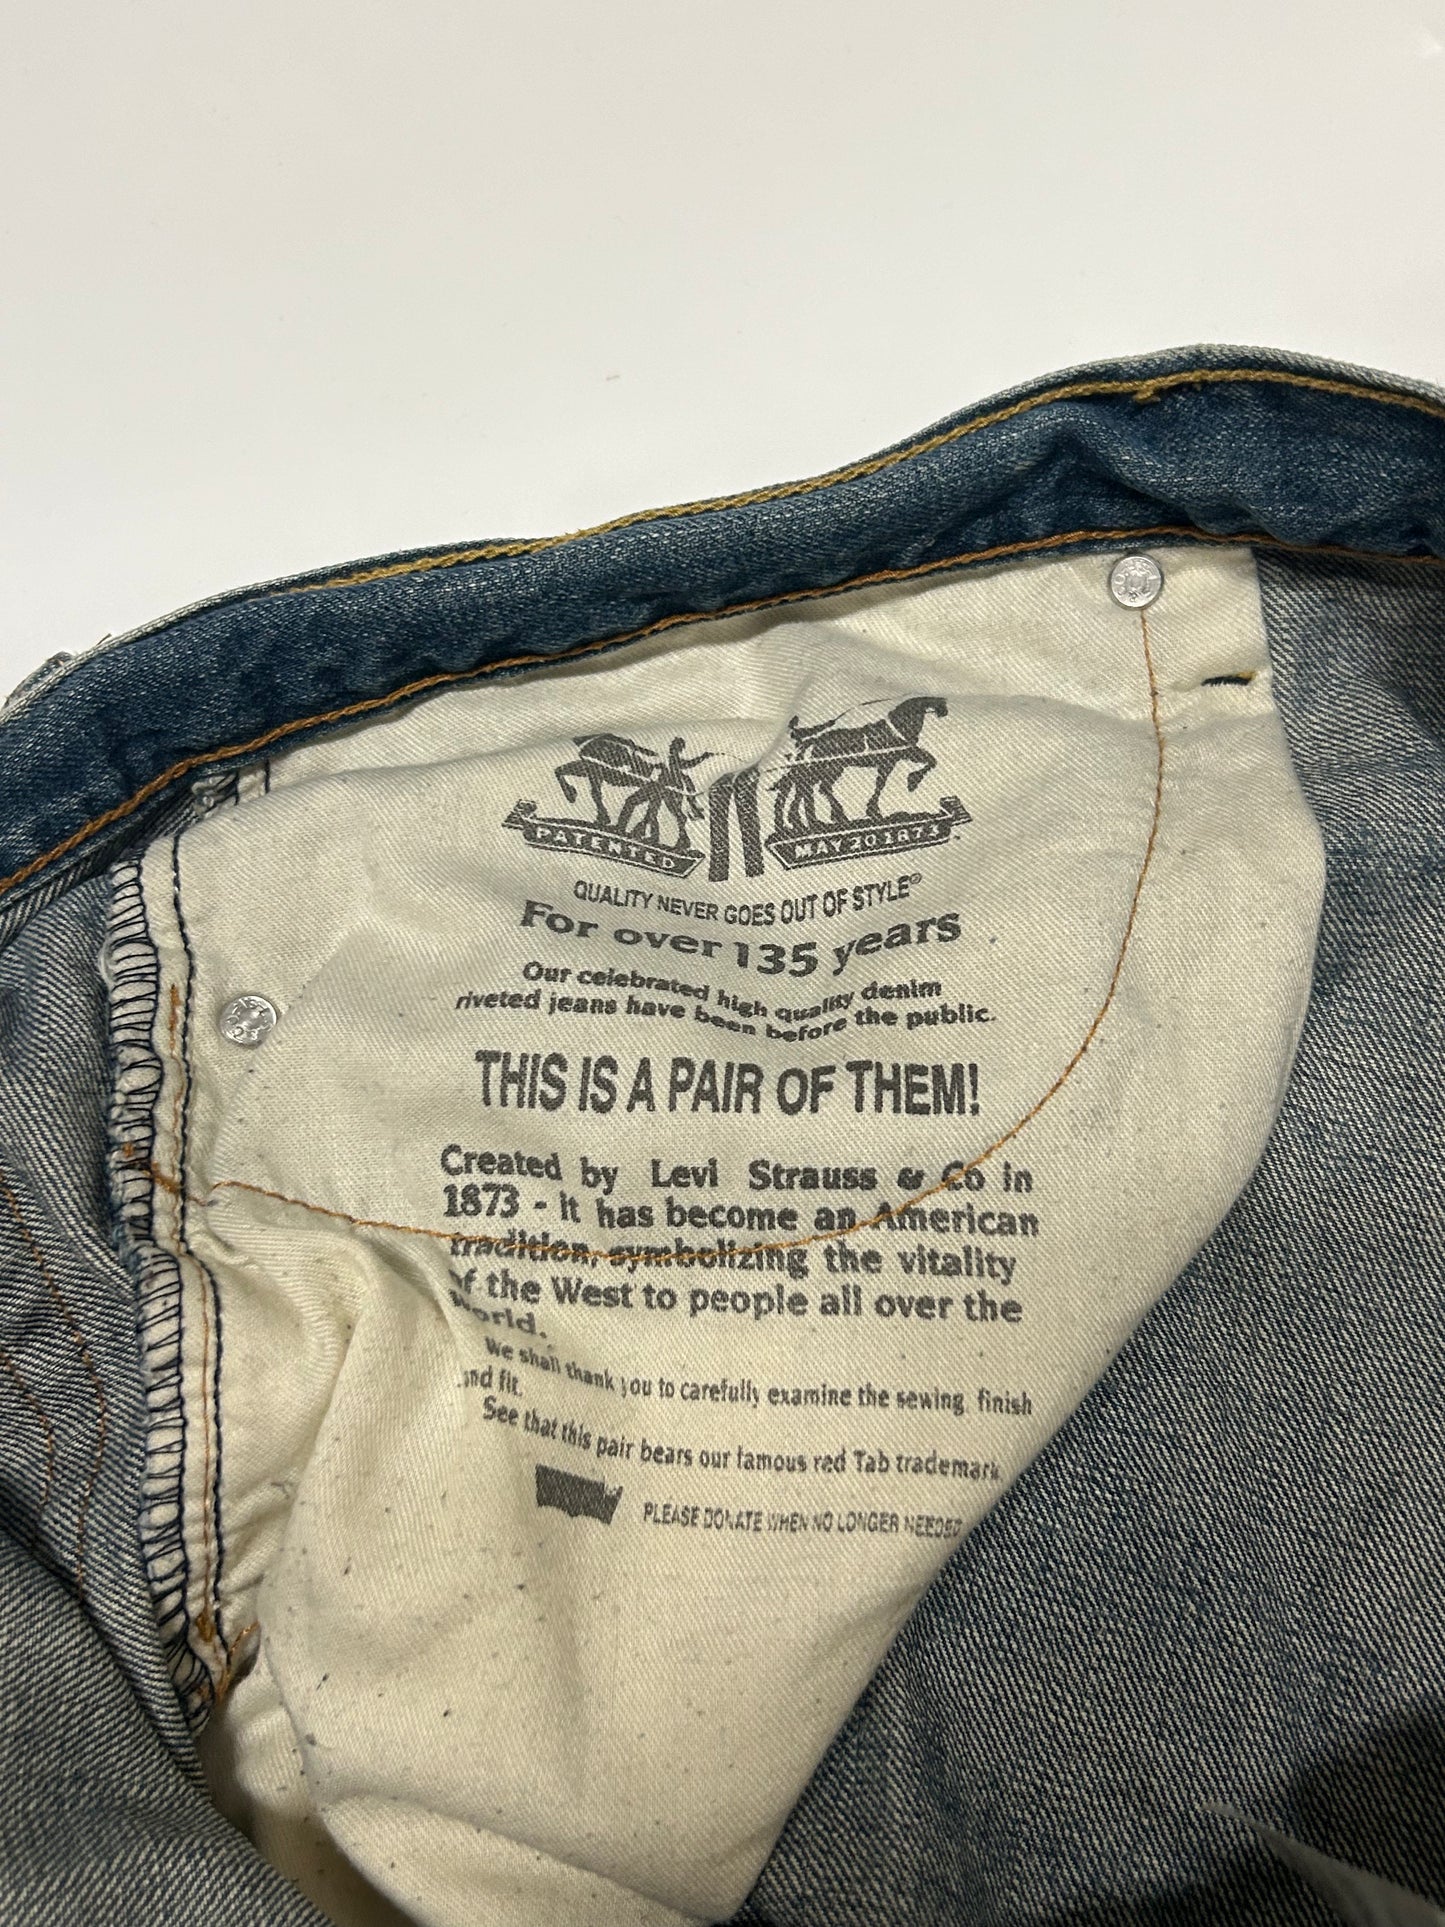 PATENTED MAY 20 1873
QUALITY NEVER GOES OUT OF STYLE®
For over 135 years
Our celebrated high quality denim
riveted jeans have been before the public.
THIS IS A PAIR OF THEM!
Created by Levi Strauss & Co in
1873 - It has become an American
tradition, symbolizing the vitality
of the West to people all over the
World.
We shall thank you to carefully examine the sewing, finish
and fit.
See that this pair bears our famous red Tab trademark
PLEASE DONATE WHEN NO LONGER NEEDED